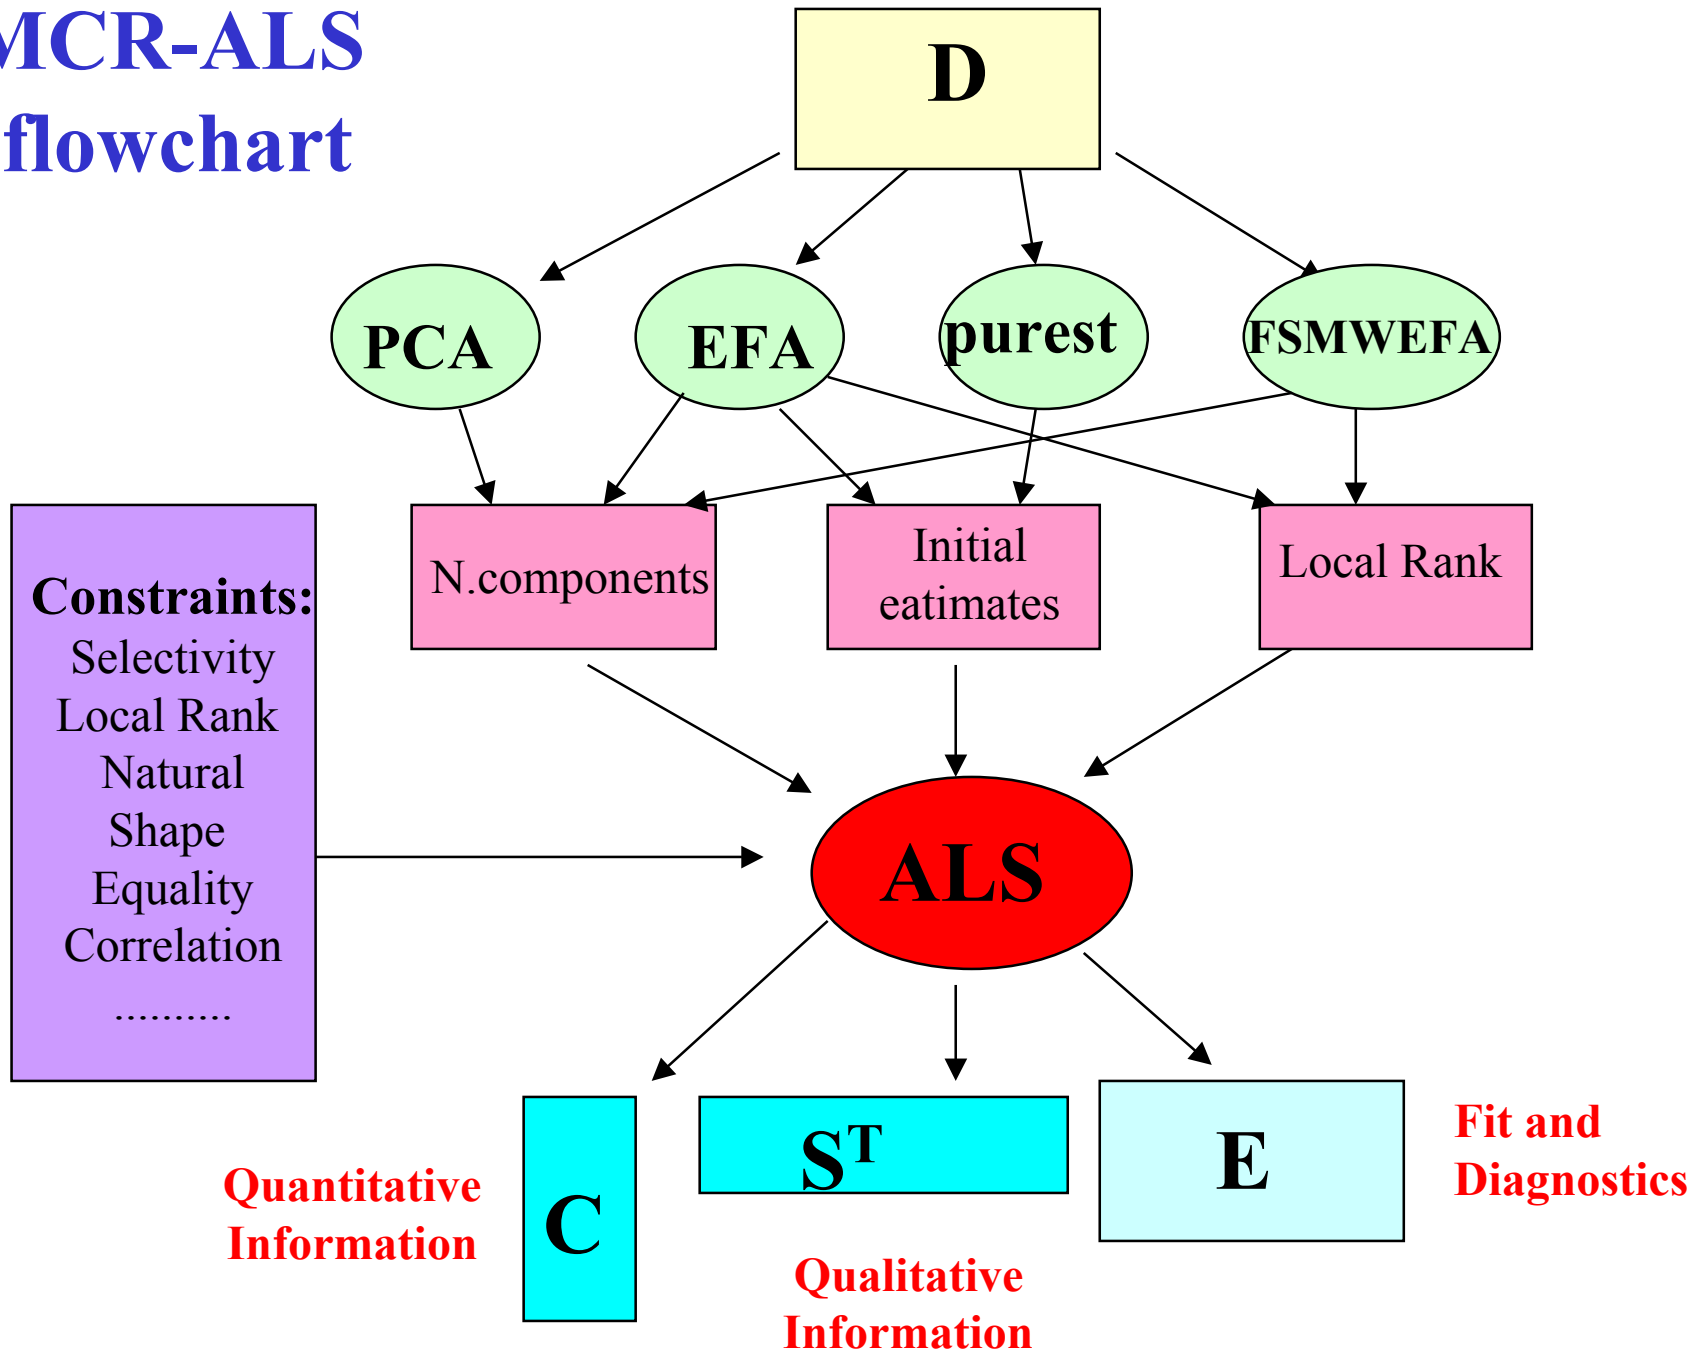 MCR-ALS
flowchart
D
PCA
EFA
purest
FSMWEFA
N.components
Initial
eatimates
Local Rank
Constraints:
Selectivity
Local Rank
Natural
Shape
Equality
Correlation
..........
ALS
Quantitative
Information
C
Sᵀ
Qualitative
Information
E
Fit and
Diagnostics